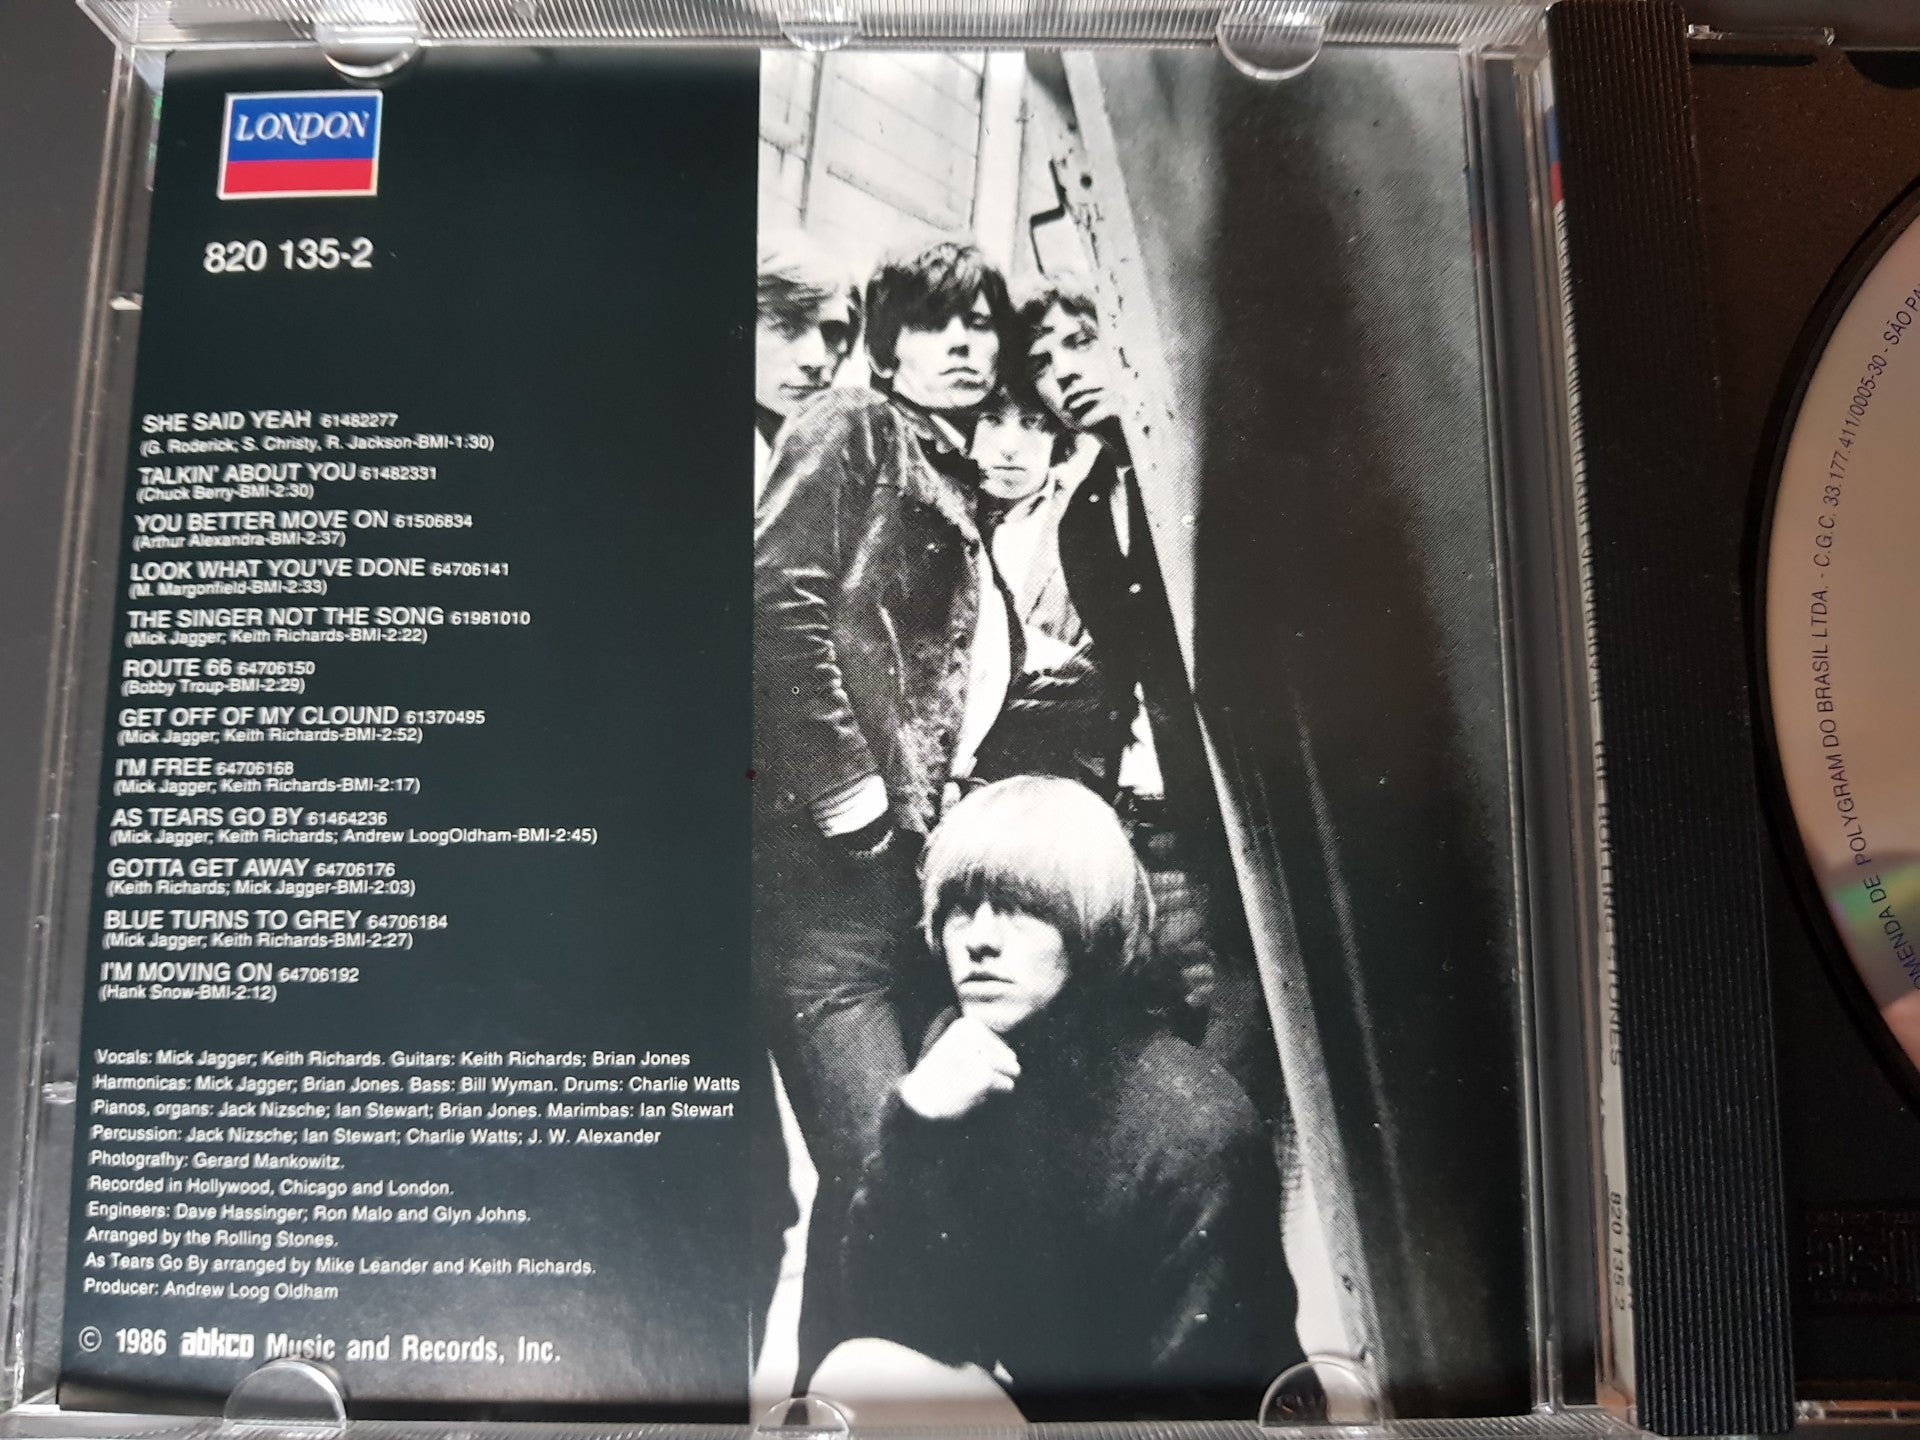 LONDON
820 135-2
SHE SAID YEAH 61482277
(G. Roderick; S. Christy, R. Jackson-BMI-1:30)
TALKIN' ABOUT YOU 61482331
(Chuck Berry-BMI-2:30)
YOU BETTER MOVE ON 61506834
(Arthur Alexandra-BMI-2:37)
LOOK WHAT YOU'VE DONE 64706141
(M. Margonfield-BMI-2:33)
THE SINGER NOT THE SONG 61981010
(Mick Jagger; Keith Richards-BMI-2:22)
ROUTE 66 64706150
(Bobby Troup-BMI-2:29)
GET OFF OF MY CLOUND 61370495
(Mick Jagger; Keith Richards-BMI-2:52)
I'M FREE 64706168
(Mick Jagger; Keith Richards-BMI-2:17)
AS TEARS GO BY 61464236
(Mick Jagger; Keith Richards; Andrew LoogOldham-BMI-2:45)
GOTTA GET AWAY 64706176
(Keith Richards; Mick Jagger-BMI-2:03)
BLUE TURNS TO GREY 64706184
(Mick Jagger; Keith Richards-BMI-2:27)
I'M MOVING ON 64706192
(Hank Snow-BMI-2:12)
Vocals: Mick Jagger; Keith Richards. Guitars: Keith Richards; Brian Jones
Harmonicas: Mick Jagger; Brian Jones. Bass: Bill Wyman. Drums: Charlie Watts
Pianos, organs: Jack Nizsche; Ian Stewart; Brian Jones. Marimbas: Ian Stewart
Percussion: Jack Nizsche; Ian Stewart; Charlie Watts; J. W. Alexander
Photografhy: Gerard Mankowitz.
Recorded in Hollywood, Chicago and London.
Engineers: Dave Hassinger; Ron Malo and Glyn Johns.
Arranged by the Rolling Stones.
As Tears Go By arranged by Mike Leander and Keith Richards.
Producer: Andrew Loog Oldham
© 1986 abkco Music and Records, Inc.
THE ROLLING STONES
820 135 2
DE POLYGRAM DO BRASIL LTDA. - C.G.C. 33.177.411/0005-30 - SÃO